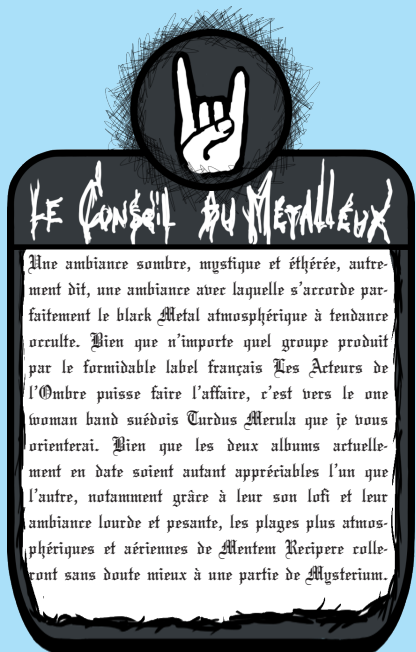 Le Conseil du Métalleux
Une ambiance sombre, mystique et éthérée, autre-
ment dit, une ambiance avec laquelle s'accorde par-
faitement le black Metal atmosphérique à tendance
occulte. Bien que n'importe quel groupe produit
par le formidable label français Les Acteurs de
l'Ombre puisse faire l'affaire, c'est vers le one
woman band suédois Turdus Merula que je vous
orienterai. Bien que les deux albums actuelle-
ment en date soient autant appréciables l'un que
l'autre, notamment grâce à leur son lofi et leur
ambiance lourde et pesante, les plages plus atmos-
phériques et aériennes de Mentem Recipere colle-
ront sans doute mieux à une partie de Mysterium.